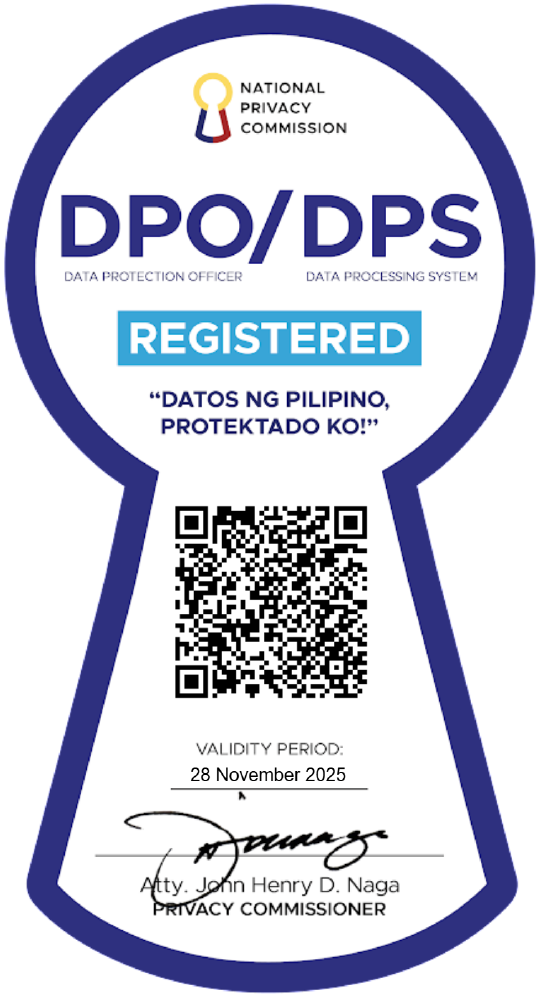 NATIONAL
PRIVACY
COMMISSION
DPO/DPS
DATA PROTECTION OFFICER DATA PROCESSING SYSTEM
REGISTERED
“DATOS NG PILIPINO,
PROTEKTADO KO!”
VALIDITY PERIOD:
28 November 2025
Atty. John Henry D. Naga
PRIVACY COMMISSIONER